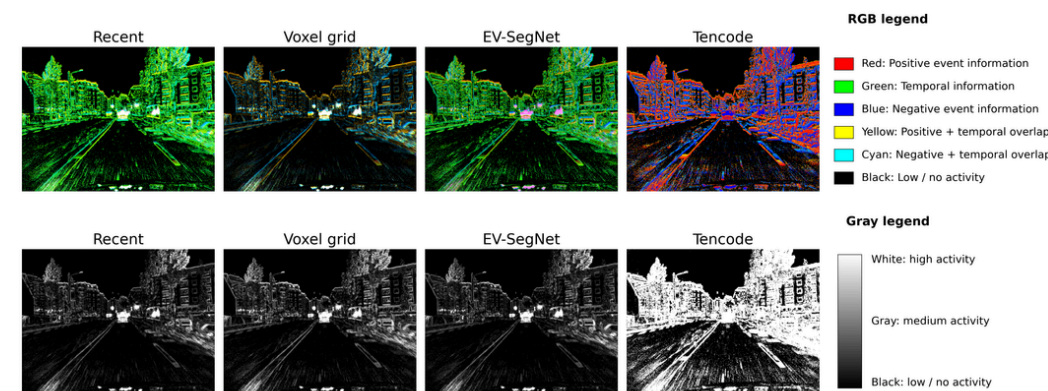 RGB legend
Recent Voxel grid EV-SegNet Tencode
Red: Positive event information
Green: Temporal information
Blue: Negative event information
Yellow: Positive + temporal overlap
Cyan: Negative + temporal overlap
Black: Low / no activity
Gray legend
Recent Voxel grid EV-SegNet Tencode
White: high activity
Gray: medium activity
Black: low / no activity